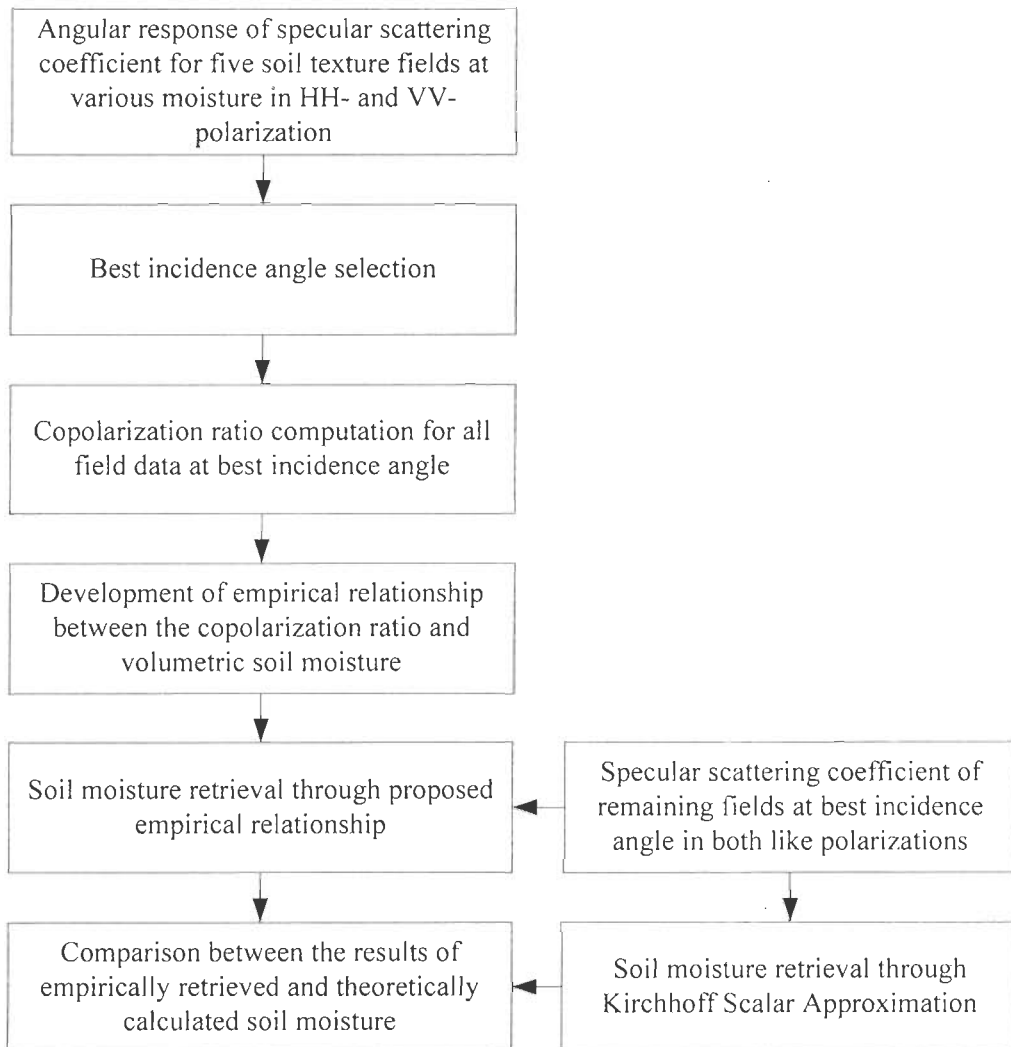 Angular response of specular scattering
coefficient for five soil texture fields at
various moisture in HH- and VV-
polarization
Best incidence angle selection
Copolarization ratio computation for all
field data at best incidence angle
Development of empirical relationship
between the copolarization ratio and
volumetric soil moisture
Soil moisture retrieval through proposed
empirical relationship
Specular scattering coefficient of
remaining fields at best incidence
angle in both like polarizations
Comparison between the results of
empirically retrieved and theoretically
calculated soil moisture
Soil moisture retrieval through
Kirchhoff Scalar Approximation